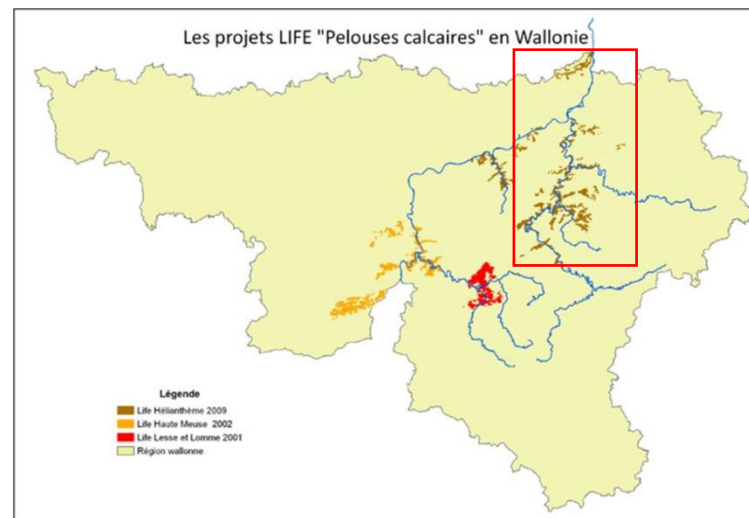 Les projets LIFE "Pelouses calcaires" en Wallonie
Légende
Life Hélianthème 2009
Life Haute Meuse 2002
Life Lesse et Lomme 2001
Région wallonne